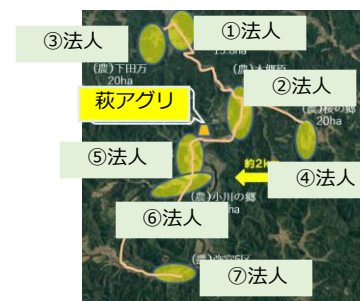 ①法人
③法人
(農)下田万
20ha
②法人
萩アグリ
20ha
⑤法人
約2k
④法人
(農)小川の郷
ha
⑥法人
⑦法人